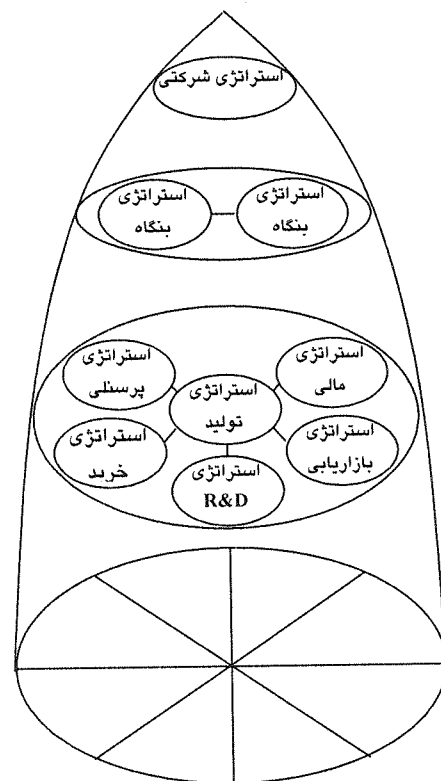 استراتژی شرکتی
استراتژی
بنگاه
استراتژی
بنگاه
استراتژی
مالی
استراتژی
پرسنلی
استراتژی
تولید
استراتژی
بازاریابی
استراتژی
خرید
استراتژی
R&D